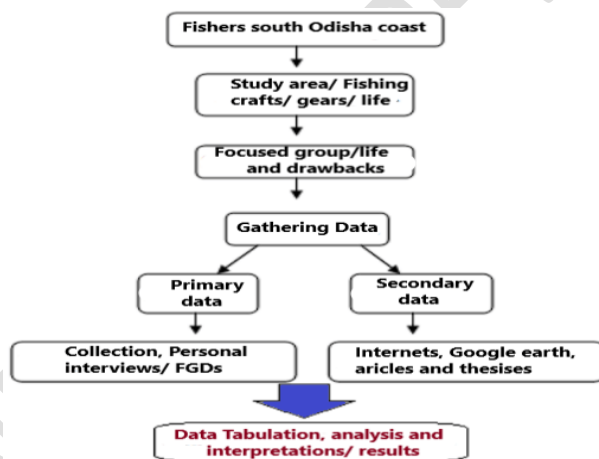 Fishers south Odisha coast
Study area/ Fishing
crafts/ gears/ life
Focused group/life
and drawbacks
Gathering Data
Primary
data
Secondary
data
Collection, Personal
interviews/ FGDs
Internets, Google earth,
aricles and thesises
Data Tabulation, analysis and
interpretations/ results